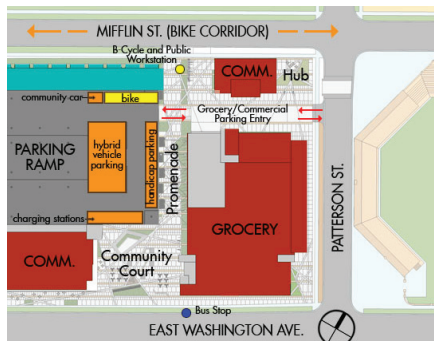 MIFFLIN ST. (BIKE CORRIDOR)
B-Cycle and Public
Workstation
COMM.
Hub
community car
bike
Grocery/Commercial
Parking Entry
PARKING
RAMP
hybrid
vehicle
parking
handicap parking
Promenade
PATTERSON ST.
charging stations
GROCERY
COMM.
Community
Court
Bus Stop
EAST WASHINGTON AVE.